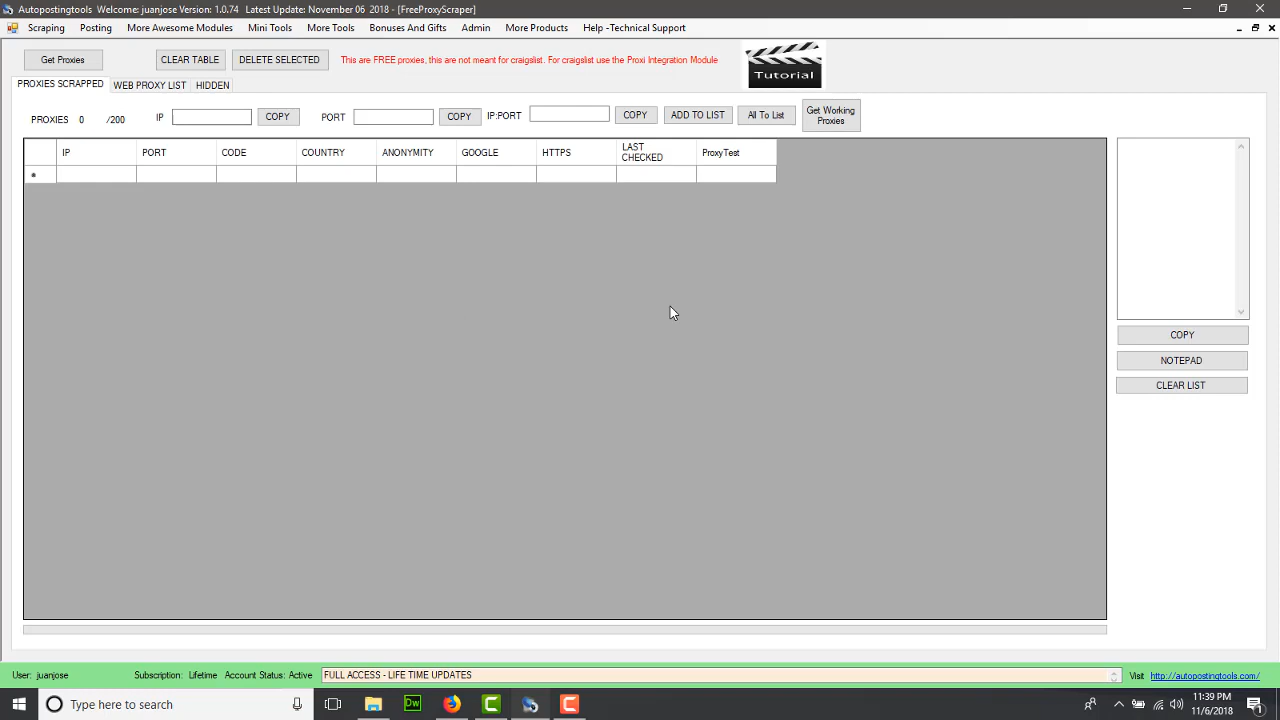 Autopostingtools Welcome: juanjose Version: 1.0.74 Latest Update: November 06 2018 - [FreeProxyScraper]
Scraping Posting More Awesome Modules Mini Tools More Tools Bonuses And Gifts Admin More Products Help -Technical Support
Get Proxies CLEAR TABLE DELETE SELECTED This are FREE proxies, this are not meant for craigslist. For craigslist use the Proxi Integration Module Tutorial
PROXIES SCRAPPED WEB PROXY LIST HIDDEN
PROXIES 0 /200 IP COPY PORT COPY IP:PORT COPY ADD TO LIST All To List Get Working Proxies
IP PORT CODE COUNTRY ANONYMITY GOOGLE HTTPS LAST CHECKED ProxyTest
COPY
NOTEPAD
CLEAR LIST
User: juanjose Subscription: Lifetime Account Status: Active FULL ACCESS - LIFE TIME UPDATES Visit http://autopostingtools.com/
Type here to search Dw 11:39 PM
11/6/2018 1